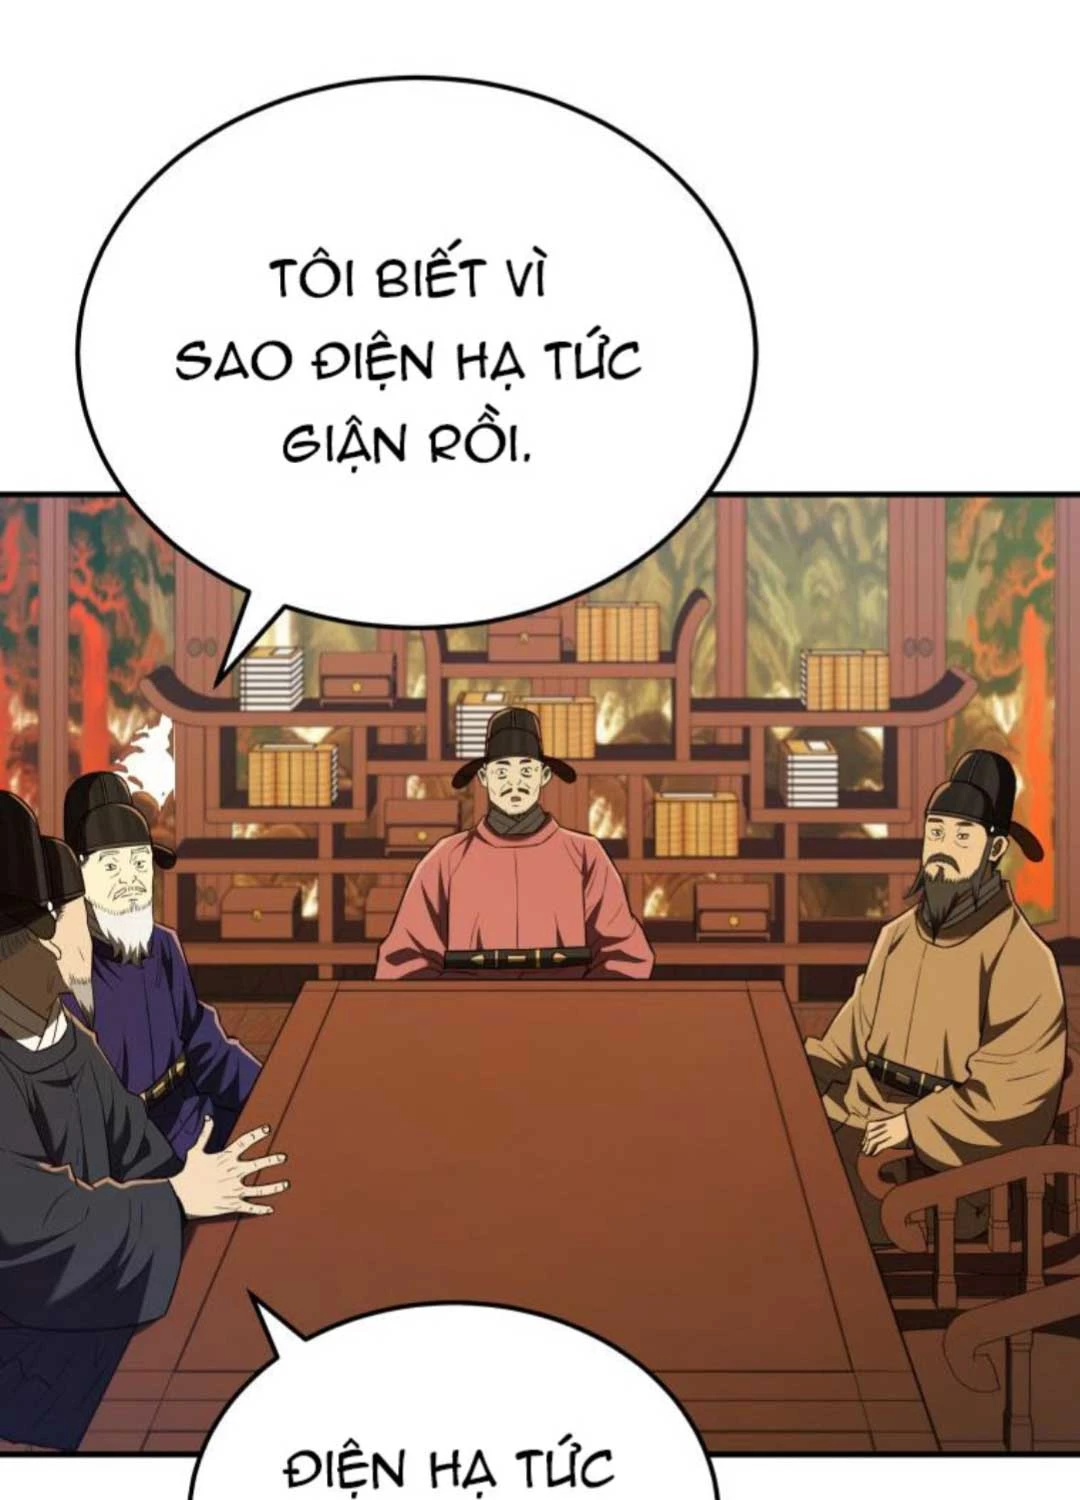 TÔI BIẾT VÌ
SAO ĐIỆN HẠ TỨC
GIẬN RỒI.
ĐIỆN HẠ TỨC